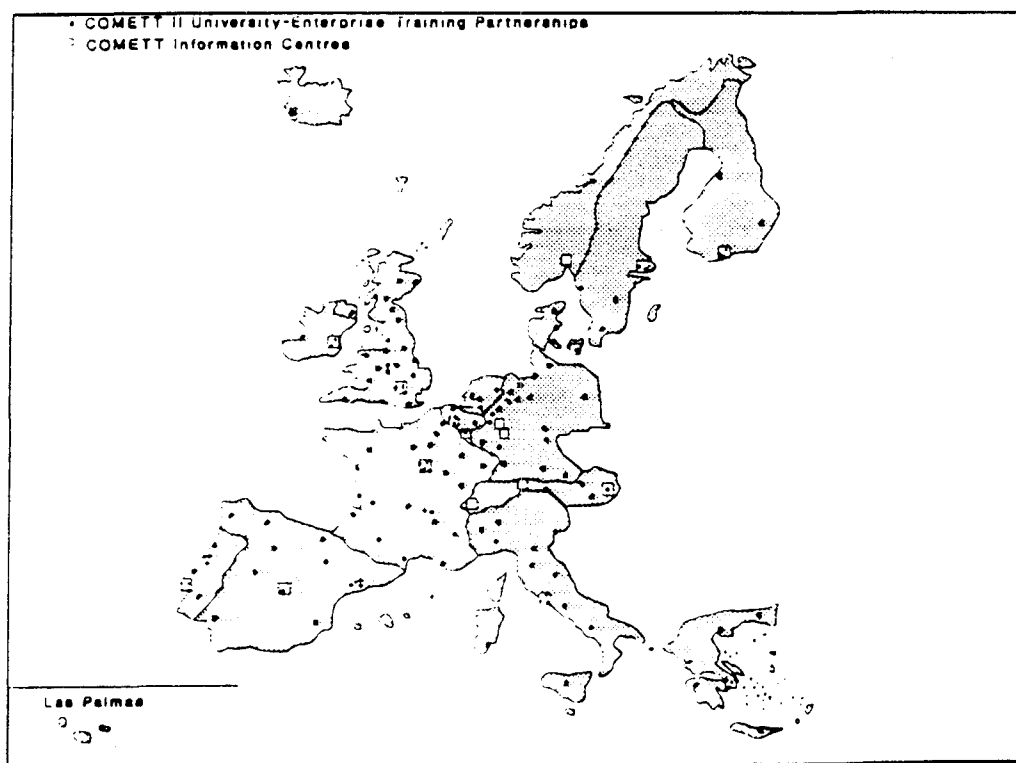 • COMETT II University-Enterprise Training Partnerships
□ COMETT Information Centres
Las Palmas